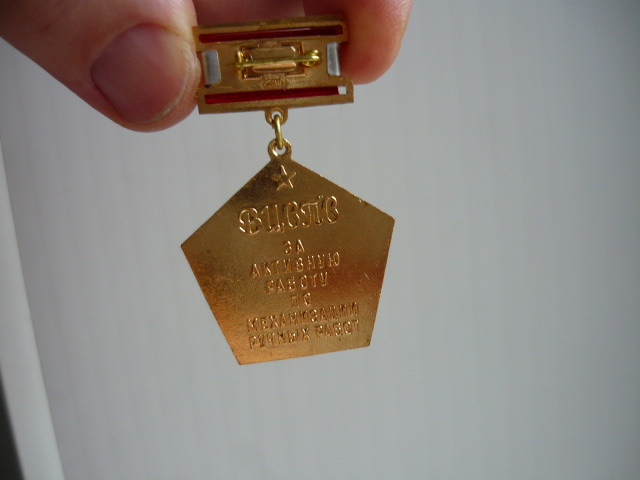 ВЦСПС
ЗА
АКТИВНУЮ
РАБОТУ
ПО
МЕХАНИЗАЦИИ
РУЧНЫХ РАБОТ